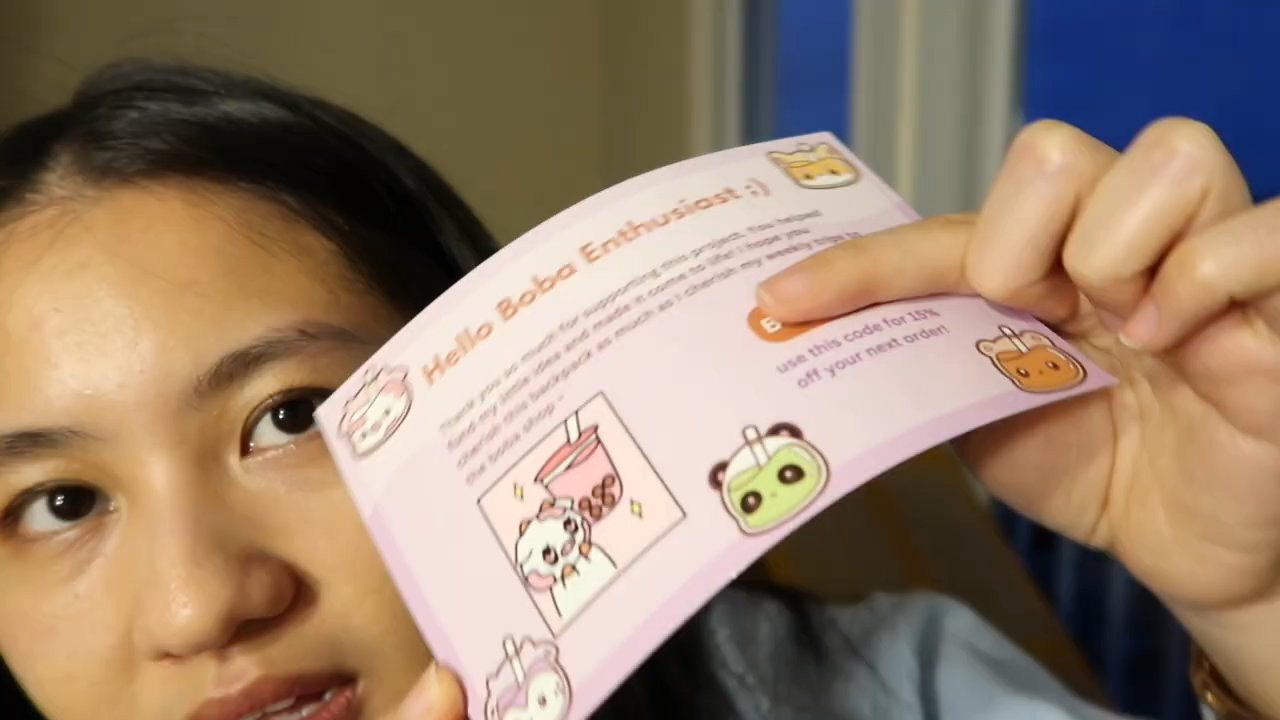 Hello Boba Enthusiast ;)
Thank you so much for supporting this project. You helped
fund my little idea and made it come to life! I hope you
cherish this backpack as much as I cherish my weekly trips to
the boba shop ~
use this code for 15%
off your next order!